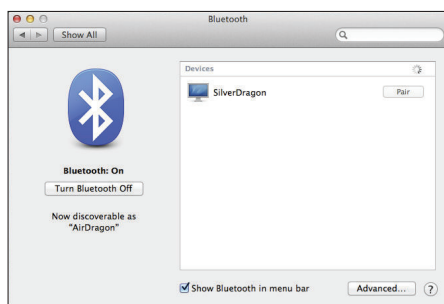 Bluetooth
Show All
Bluetooth: On
Turn Bluetooth Off
Now discoverable as
“AirDragon”
Devices
SilverDragon
Pair
Show Bluetooth in menu bar
Advanced...
?